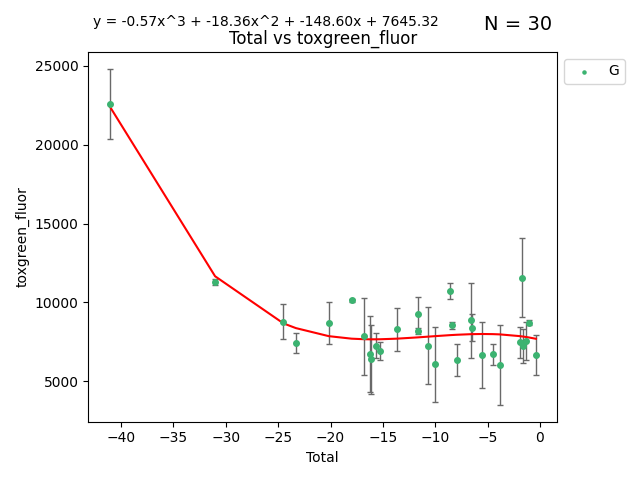 y = -0.57x^3 + -18.36x^2 + -148.60x + 7645.32
N = 30
Total vs toxgreen_fluor
G
25000
20000
15000
10000
5000
toxgreen_fluor
−40 −35 −30 −25 −20 −15 −10 −5 0
Total